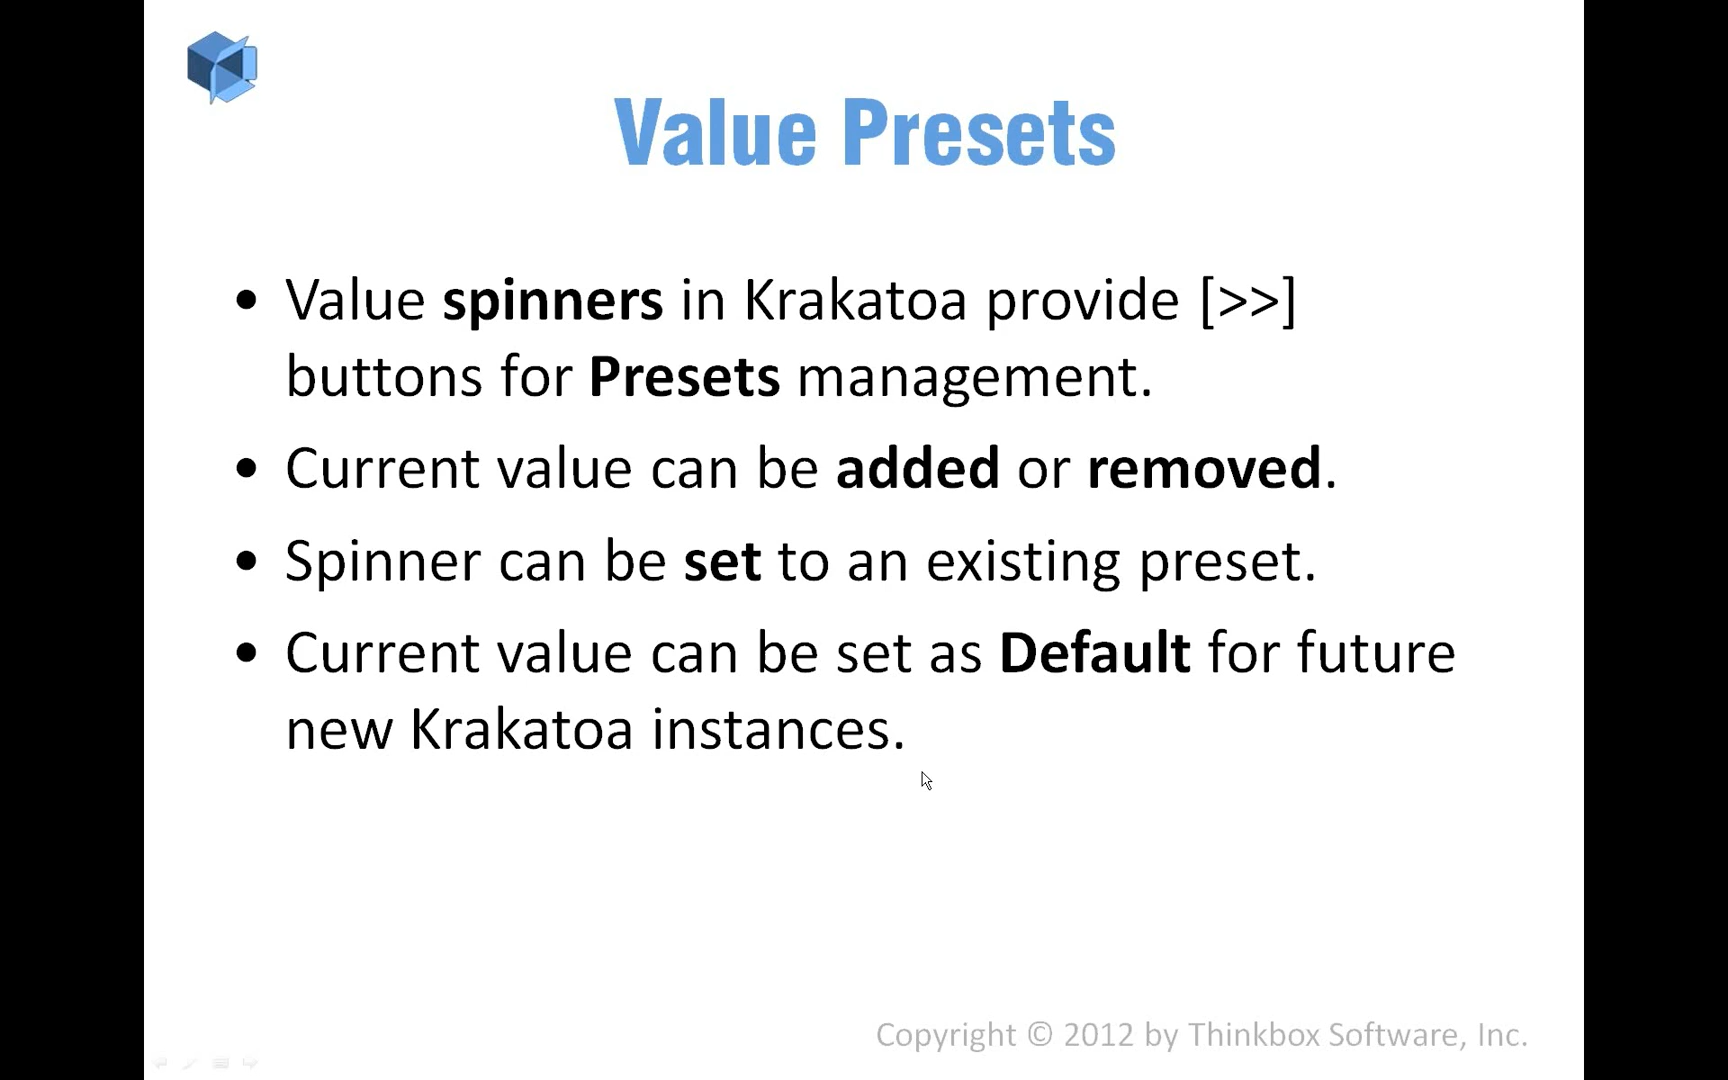 Value Presets
• Value spinners in Krakatoa provide [>>]
buttons for Presets management.
• Current value can be added or removed.
• Spinner can be set to an existing preset.
• Current value can be set as Default for future
new Krakatoa instances.
Copyright © 2012 by Thinkbox Software, Inc.